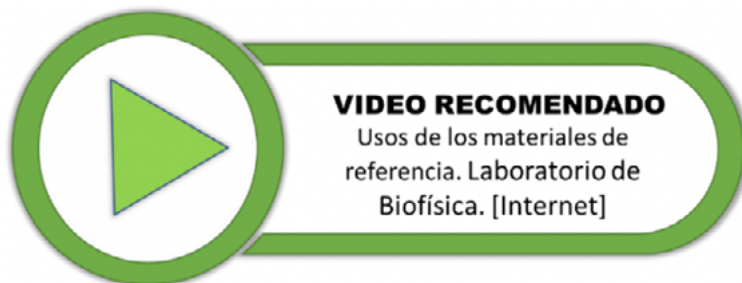 VIDEO RECOMENDADO
Usos de los materiales de
referencia. Laboratorio de
Biofísica. [Internet]